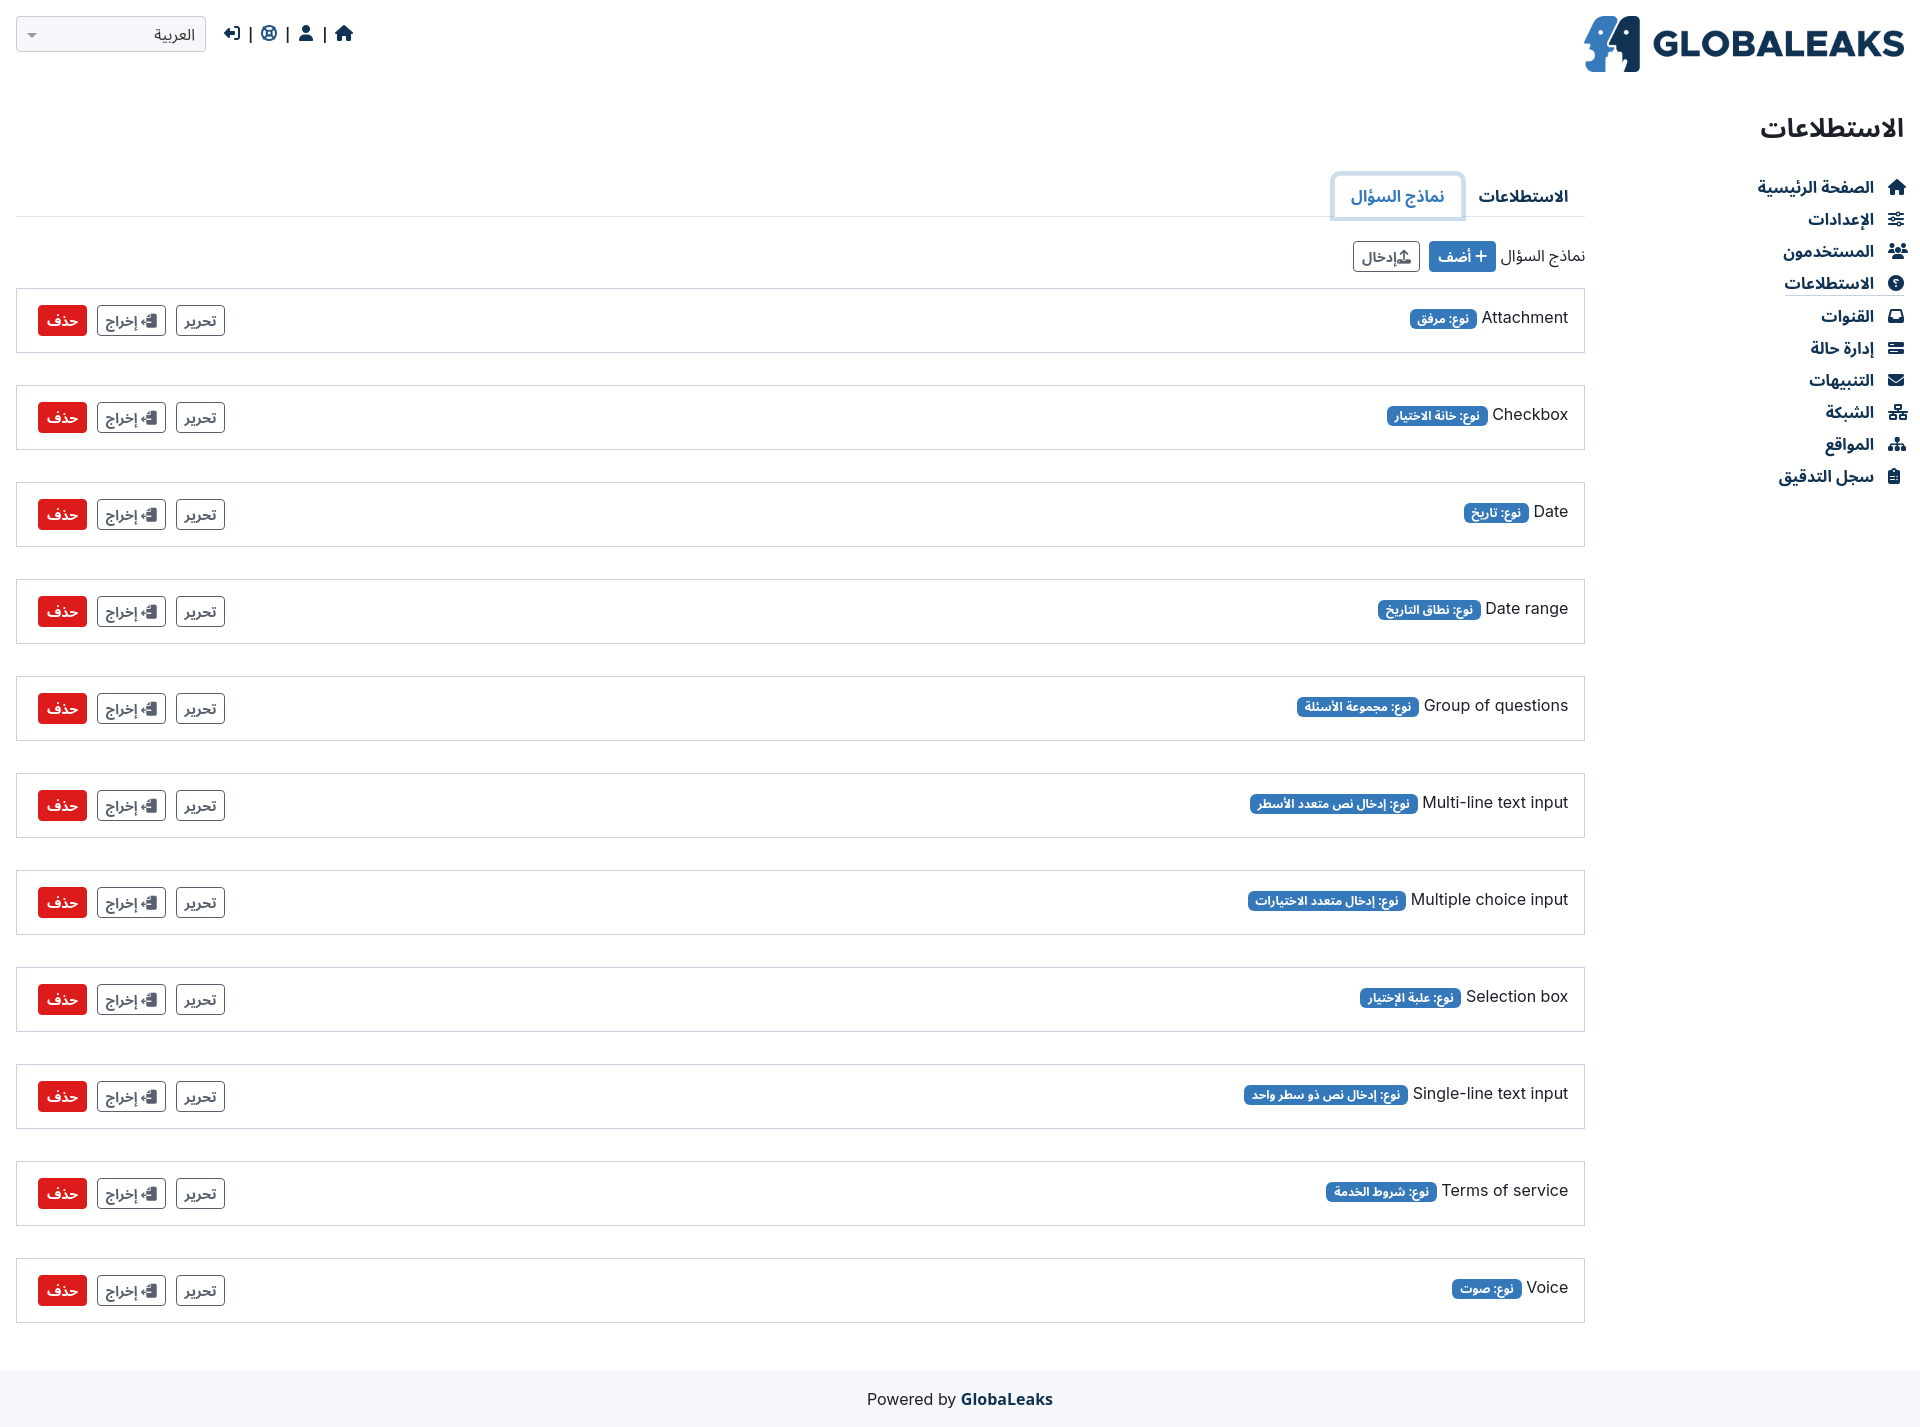 GLOBALEAKS
| | |
العربية
الاستطلاعات
الصفحة الرئيسية
الإعدادات
المستخدمون
الاستطلاعات
القنوات
إدارة حالة
التنبيهات
الشبكة
المواقع
سجل التدقيق
الاستطلاعات
نماذج السؤال
نماذج السؤال + أضف إدخال
Attachment نوع: مرفق تحرير إخراج حذف
Checkbox نوع: خانة الاختيار تحرير إخراج حذف
Date نوع: تاريخ تحرير إخراج حذف
Date range نوع: نطاق التاريخ تحرير إخراج حذف
Group of questions نوع: مجموعة الأسئلة تحرير إخراج حذف
Multi-line text input نوع: إدخال نص متعدد الأسطر تحرير إخراج حذف
Multiple choice input نوع: إدخال متعدد الاختيارات تحرير إخراج حذف
Selection box نوع: علبة الإختيار تحرير إخراج حذف
Single-line text input نوع: إدخال نص ذو سطر واحد تحرير إخراج حذف
Terms of service نوع: شروط الخدمة تحرير إخراج حذف
Voice نوع: صوت تحرير إخراج حذف
Powered by GlobaLeaks